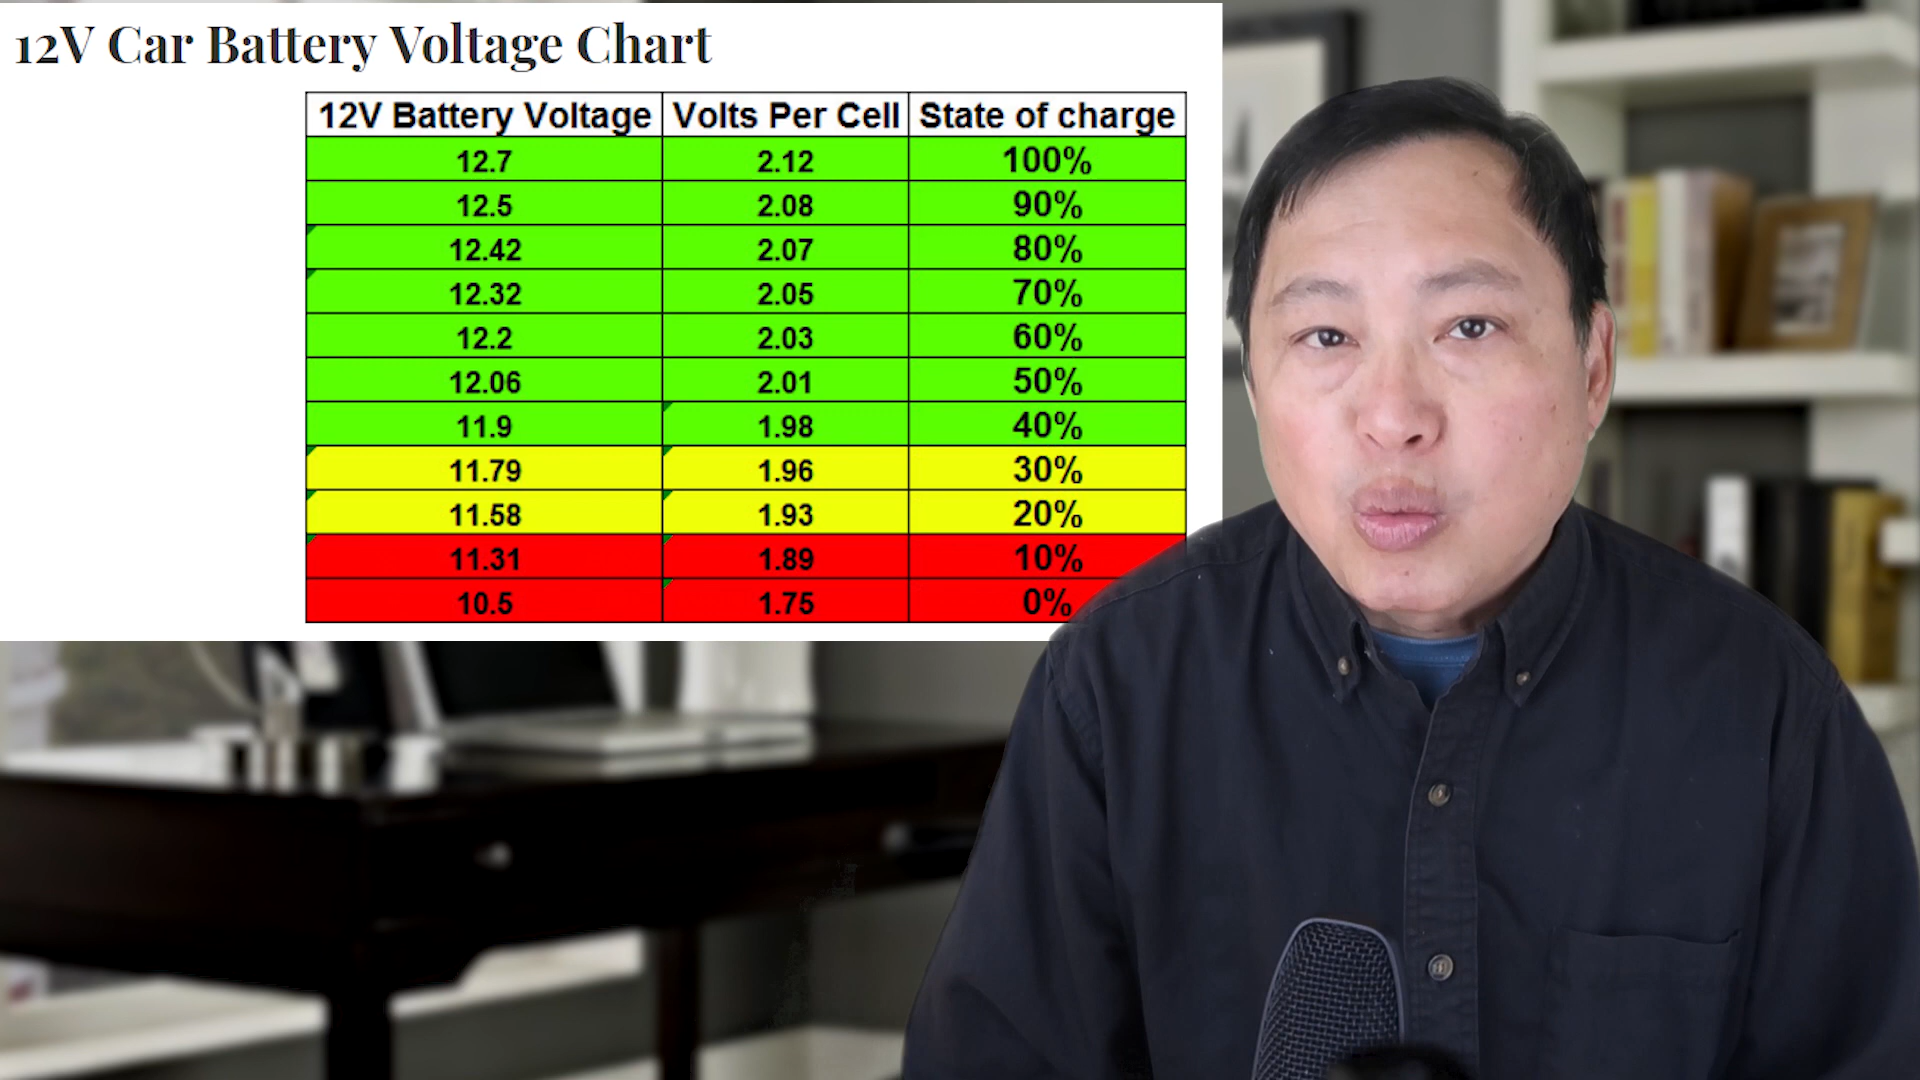 12V Car Battery Voltage Chart
12V Battery Voltage Volts Per Cell State of charge
12.7 2.12 100%
12.5 2.08 90%
12.42 2.07 80%
12.32 2.05 70%
12.2 2.03 60%
12.06 2.01 50%
11.9 1.98 40%
11.79 1.96 30%
11.58 1.93 20%
11.31 1.89 10%
10.5 1.75 0%